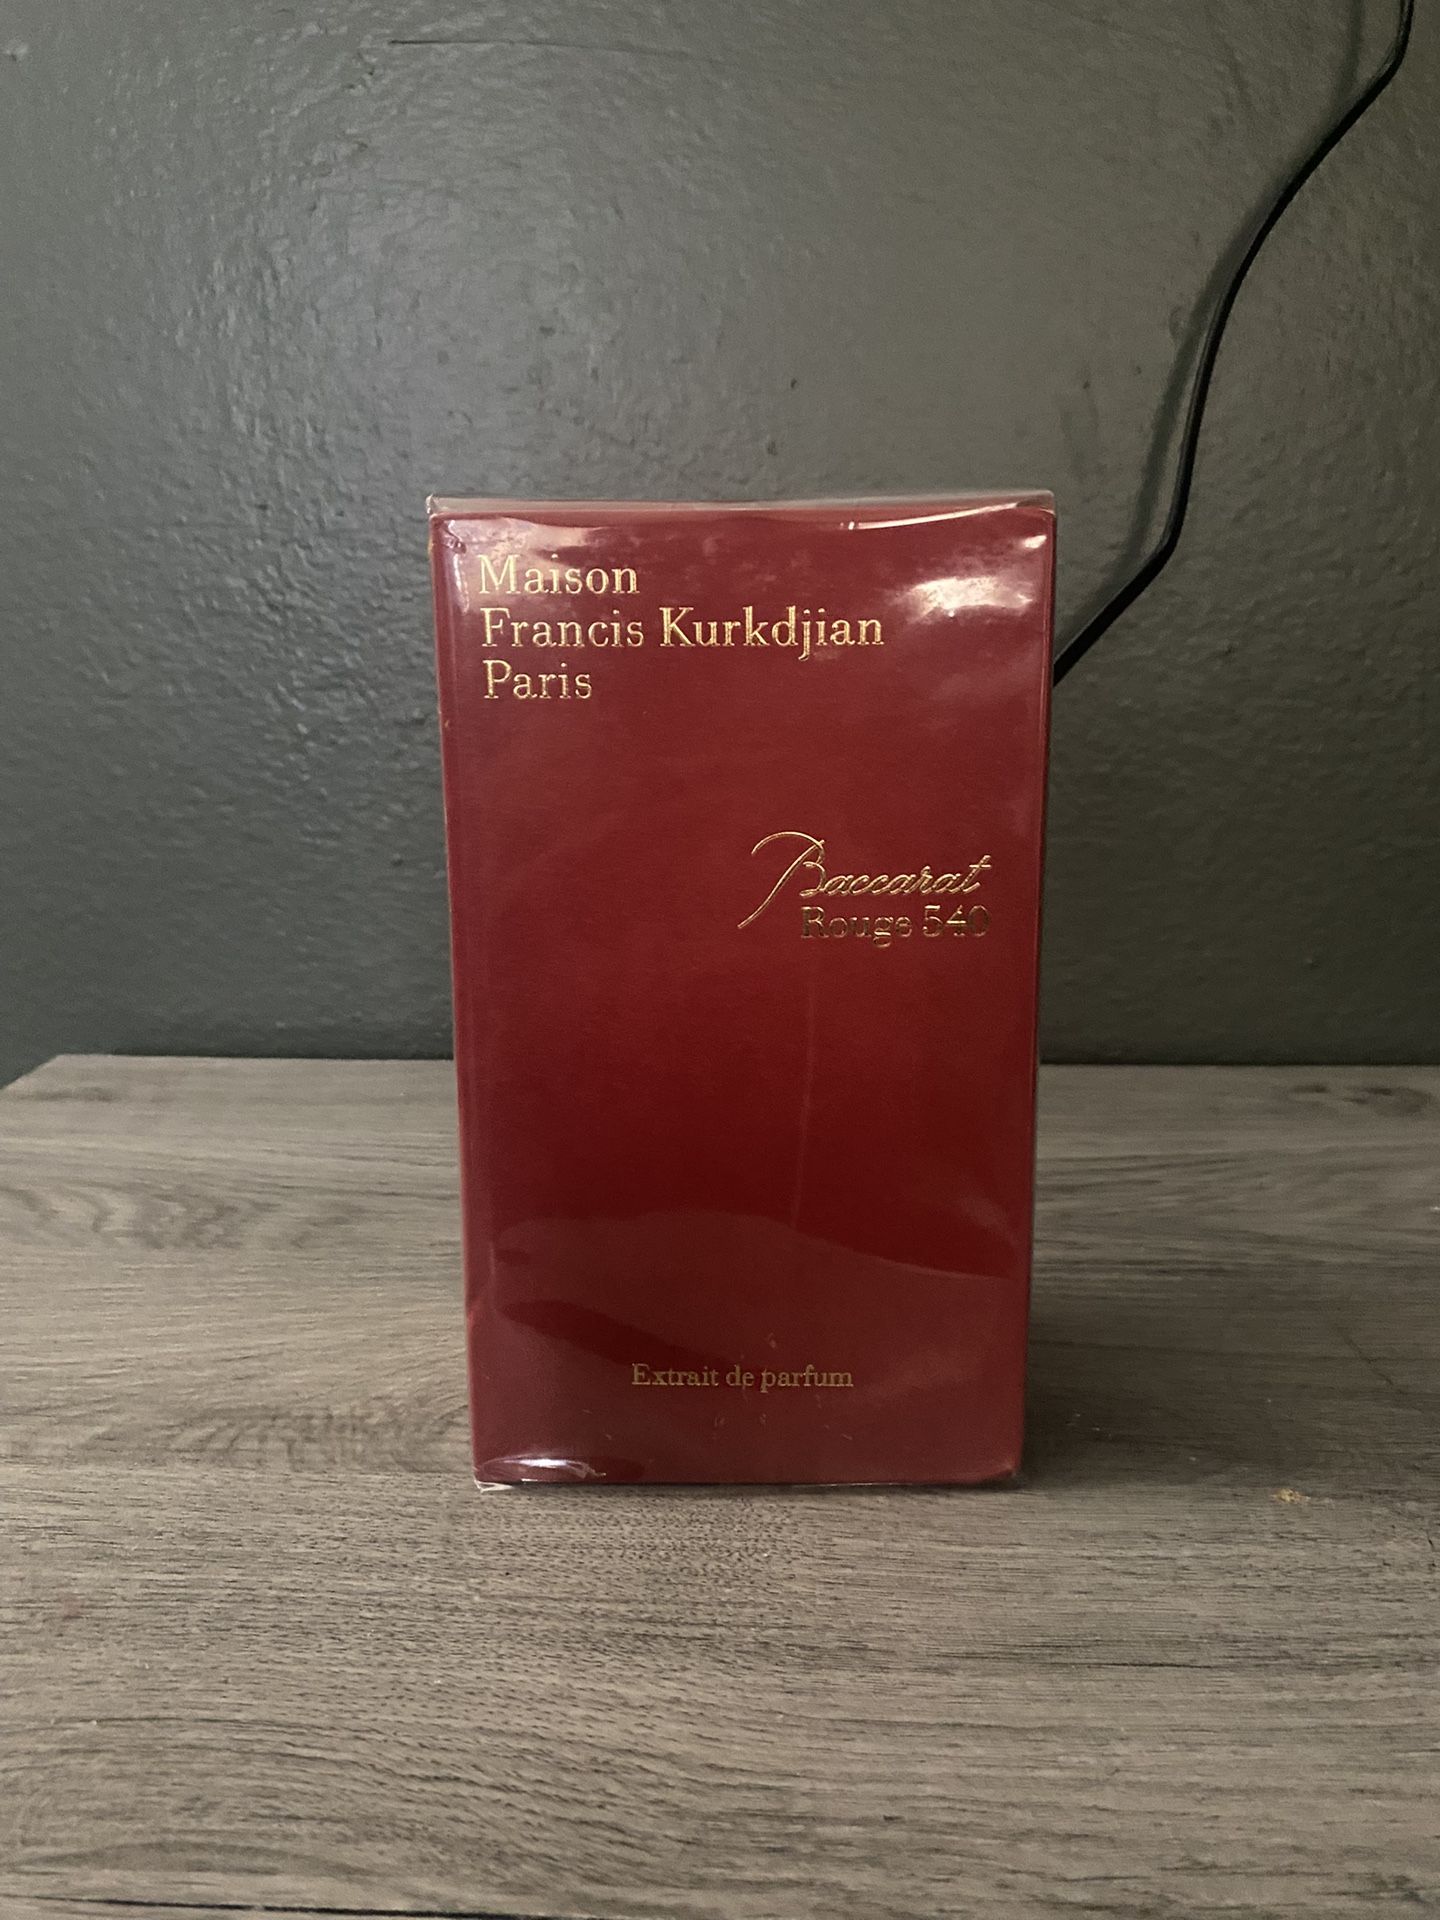 Maison
Francis Kurkdjian
Paris
Baccarat
Rouge 540
Extrait de parfum